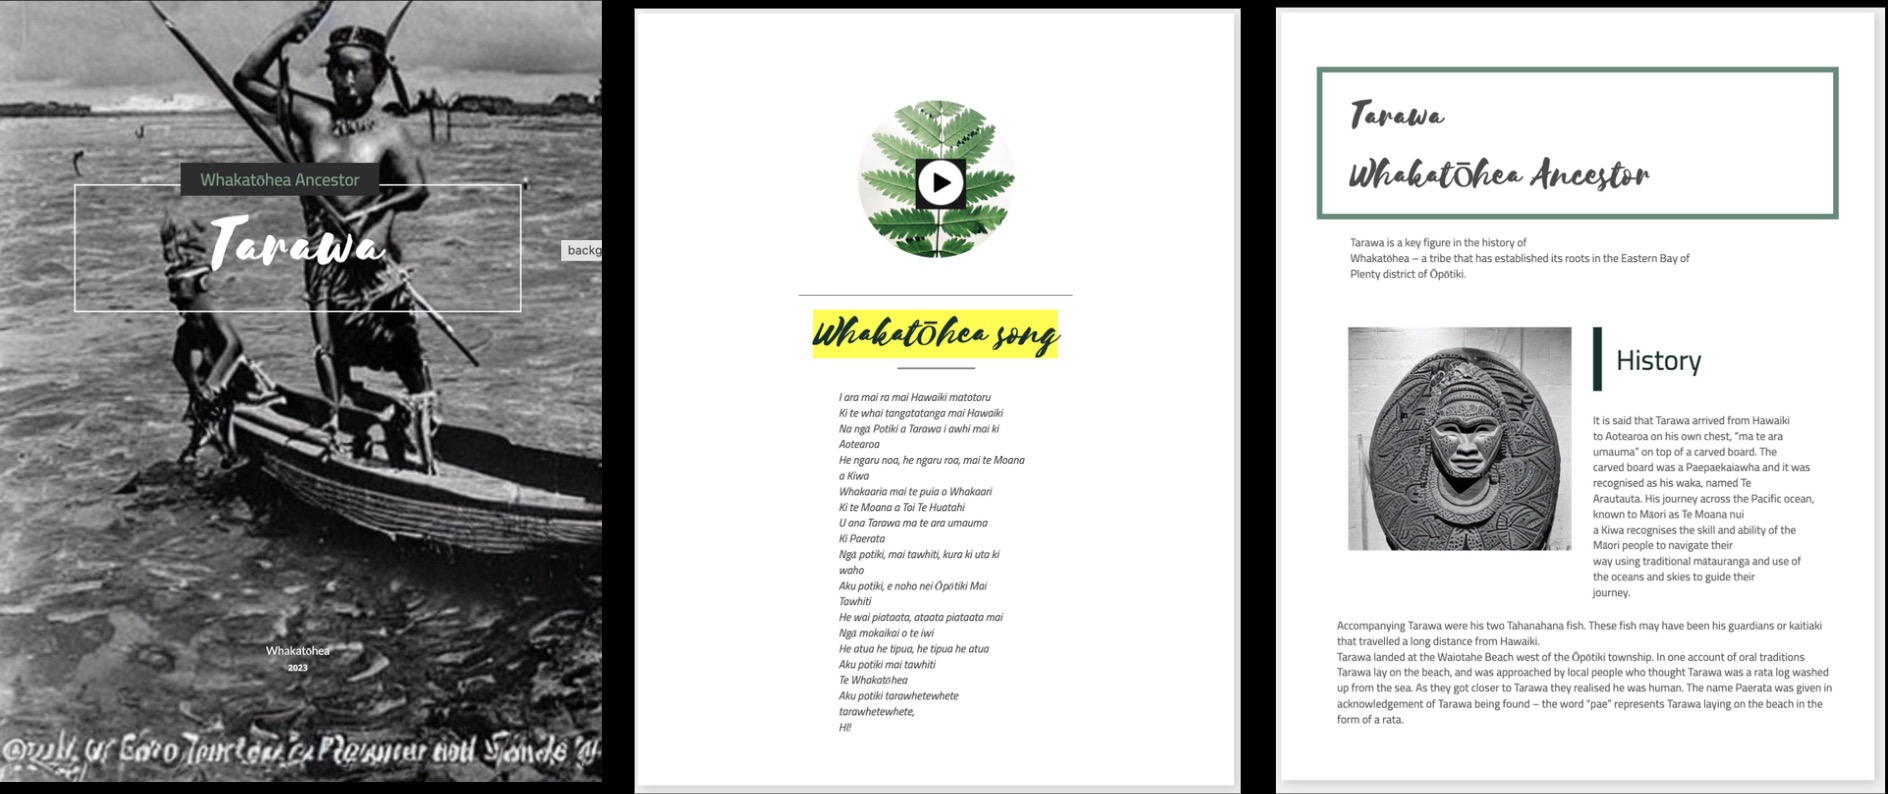 Whakatōhea Ancestor
Tarawa
backg
Whakatōhea
2023
Whakatōhea song
I ara mai ra mai Hawaiki matotoru
Ki te whai tangatatanga mai Hawaiki
Na ngā Potiki a Tarawa i awhi mai ki
Aotearoa
He ngaru noa, he ngaru roa, mai te Moana
a Kiwa
Whakaaria mai te puia o Whakaari
Ki te Moana a Toi Te Huatahi
U ana Tarawa ma te ara umauma
Ki Paerata
Ngā potiki, mai tawhiti, kura ki uta ki
waho
Aku potiki, e noho nei Ōpōtiki Mai
Tawhiti
He wai piataata, ataata piataata mai
Ngā mokaikai o te iwi
He atua he tipua, he tipua he atua
Aku potiki mai tawhiti
Te Whakatōhea
Aku potiki tarawhetewhete
tarawhetewhete,
HI!
Tarawa
Whakatōhea Ancestor
Tarawa is a key figure in the history of
Whakatōhea – a tribe that has established its roots in the Eastern Bay of
Plenty district of Ōpōtiki.
History
It is said that Tarawa arrived from Hawaiki
to Aotearoa on his own chest, “ma te ara
umauma” on top of a carved board. The
carved board was a Paepaekaiawha and it was
recognised as his waka, named Te
Arautauta. His journey across the Pacific ocean,
known to Māori as Te Moana nui
a Kiwa recognises the skill and ability of the
Māori people to navigate their
way using traditional mātauranga and use of
the oceans and skies to guide their
journey.
Accompanying Tarawa were his two Tahanahana fish. These fish may have been his guardians or kaitiaki
that travelled a long distance from Hawaiki.
Tarawa landed at the Waiotahe Beach west of the Ōpōtiki township. In one account of oral traditions
Tarawa lay on the beach, and was approached by local people who thought Tarawa was a rata log washed
up from the sea. As they got closer to Tarawa they realised he was human. The name Paerata was given in
acknowledgement of Tarawa being found – the word “pae” represents Tarawa laying on the beach in the
form of a rata.